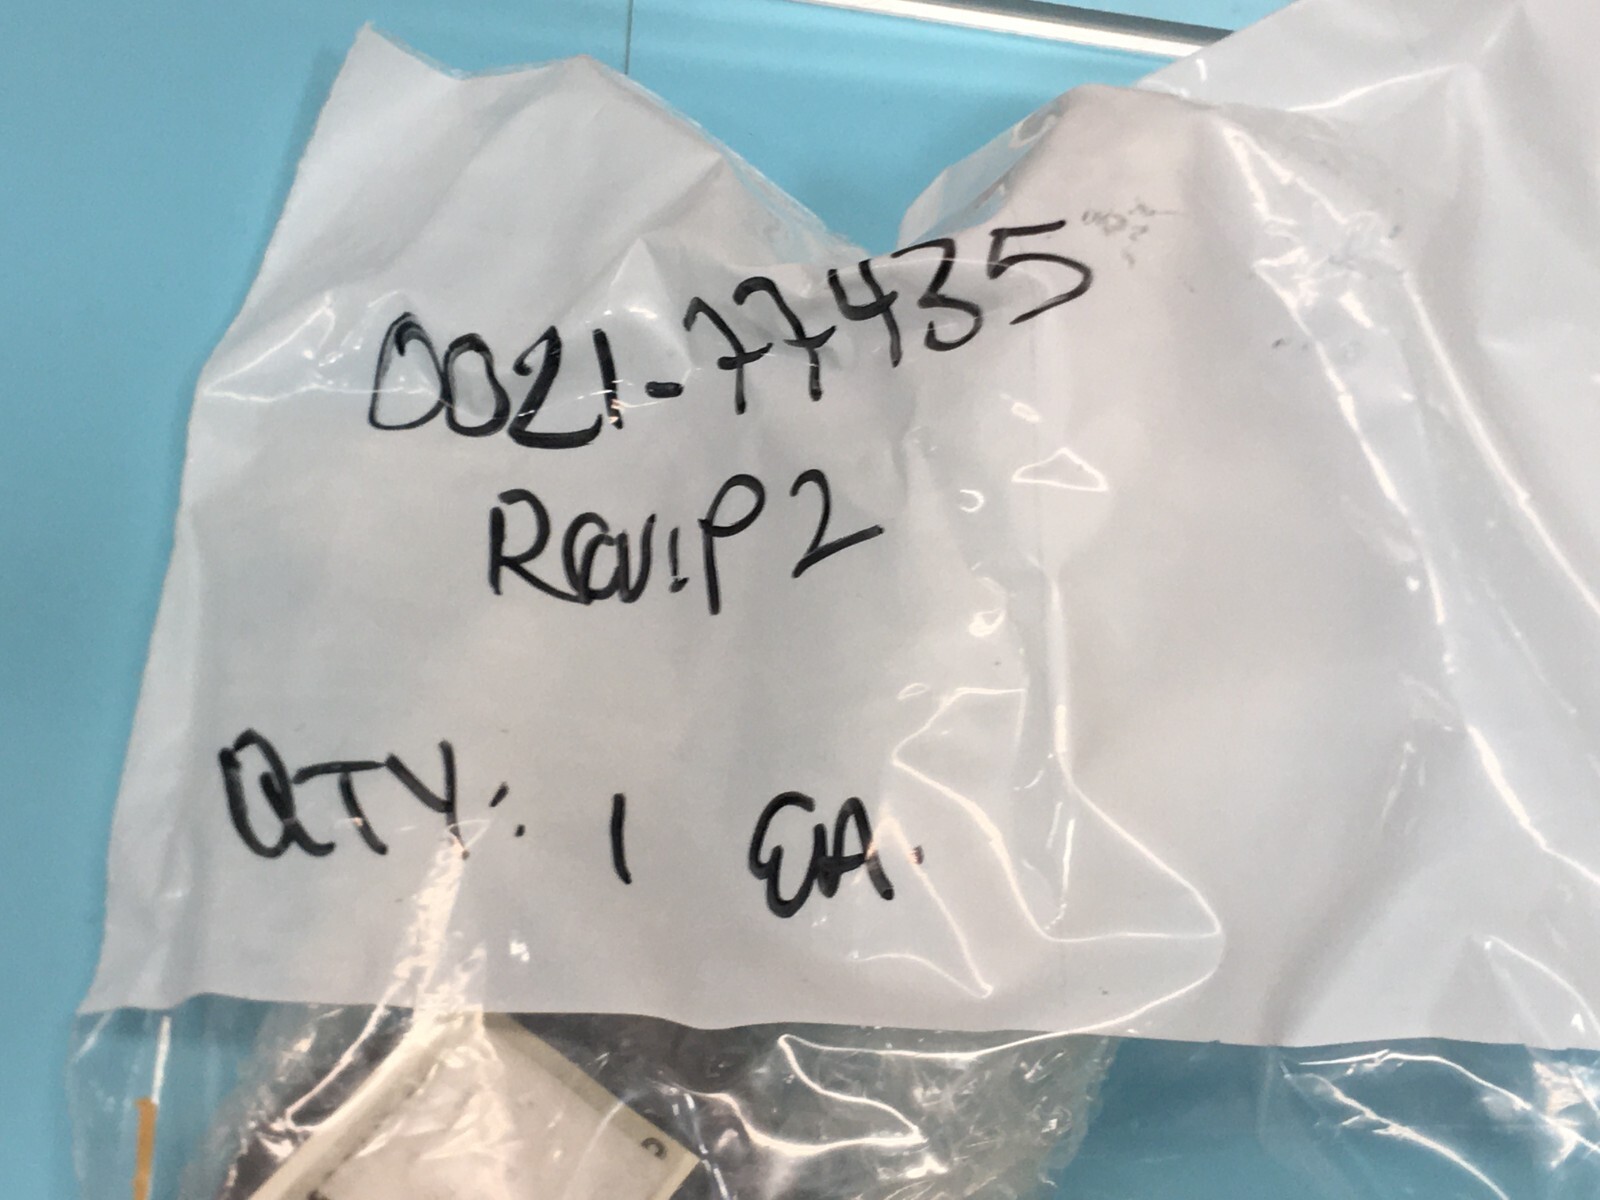 0021-77435
Rev:P2
QTY: 1 EA.